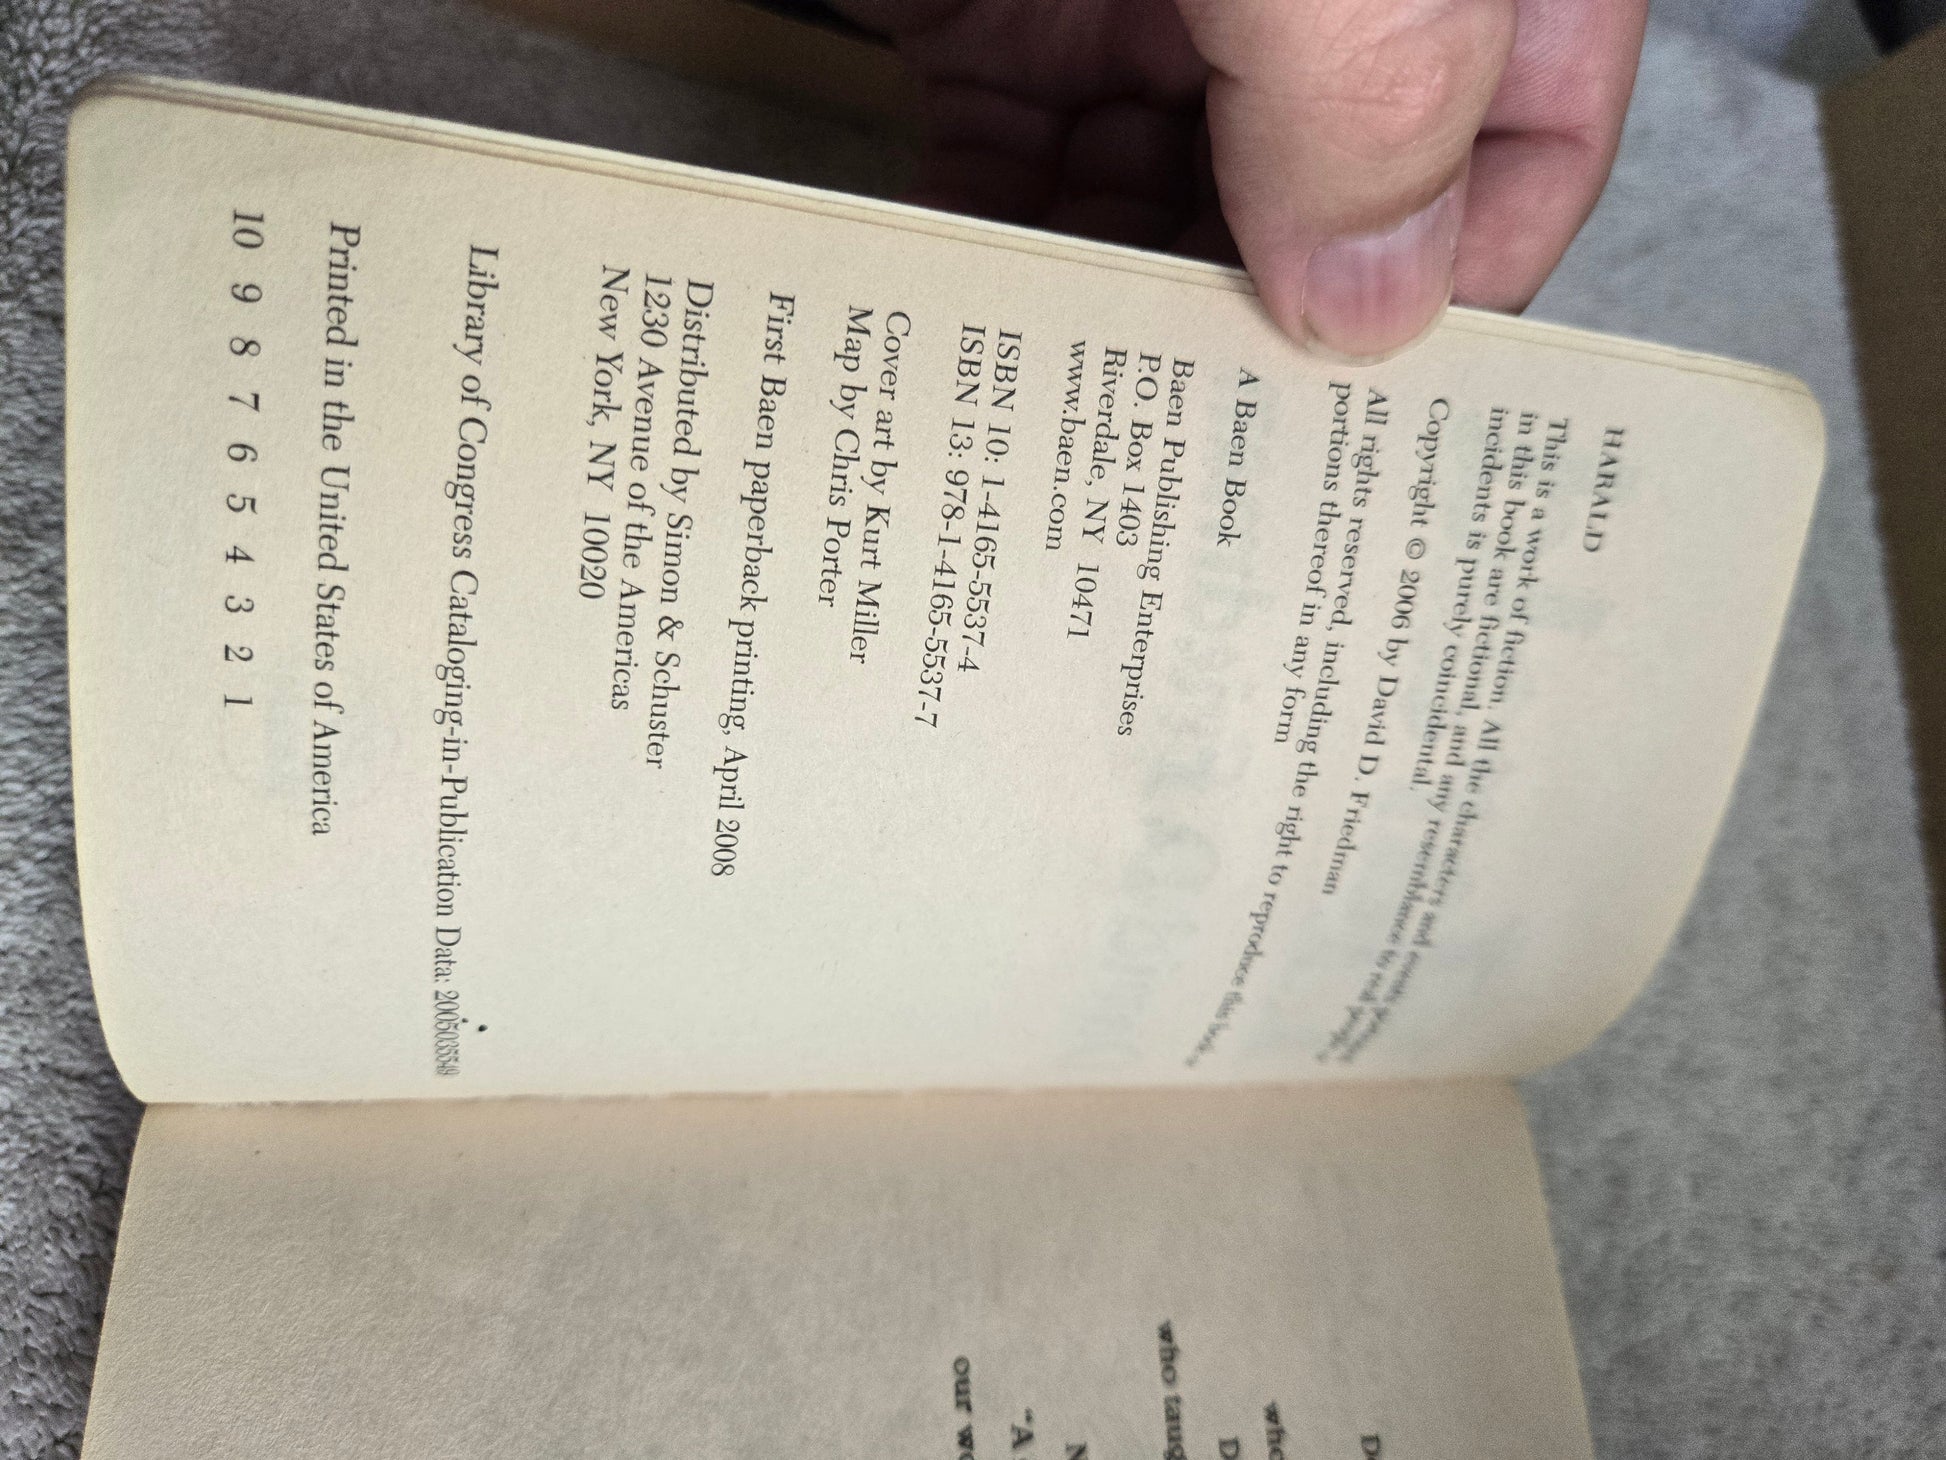 HARALD
This is a work of fiction. All the characters and events portrayed
in this book are fictional, and any resemblance to real people or
incidents is purely coincidental.
Copyright © 2006 by David D. Friedman
All rights reserved, including the right to reproduce this book or
portions thereof in any form
A Baen Book
Baen Publishing Enterprises
P.O. Box 1403
Riverdale, NY 10471
www.baen.com
ISBN 10: 1-4165-5537-4
ISBN 13: 978-1-4165-5537-7
Cover art by Kurt Miller
Map by Chris Porter
First Baen paperback printing, April 2008
Distributed by Simon & Schuster
1230 Avenue of the Americas
New York, NY 10020
Library of Congress Cataloging-in-Publication Data: 2005035549
Printed in the United States of America
10 9 8 7 6 5 4 3 2 1
who
who taug
"A
our